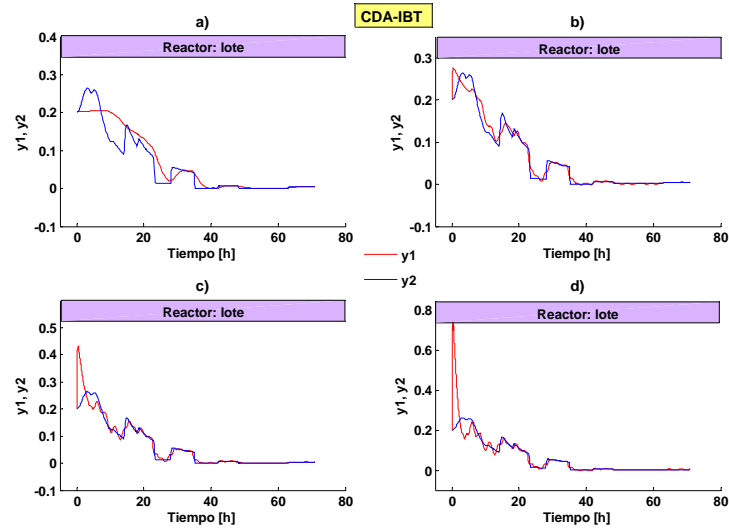 CDA-IBT
a)
Reactor: lote
0.4
0.3
0.2
0.1
0
-0.1
y1, y2
0
20
40
60
80
Tiempo [h]
b)
Reactor: lote
0.3
0.2
0.1
0
-0.1
y1, y2
0
20
40
60
80
Tiempo [h]
y1
y2
c)
Reactor: lote
0.5
0.4
0.3
0.2
0.1
0
-0.1
y1, y2
0
20
40
60
80
Tiempo [h]
d)
Reactor: lote
0.8
0.6
0.4
0.2
0
y1, y2
0
20
40
60
80
Tiempo [h]